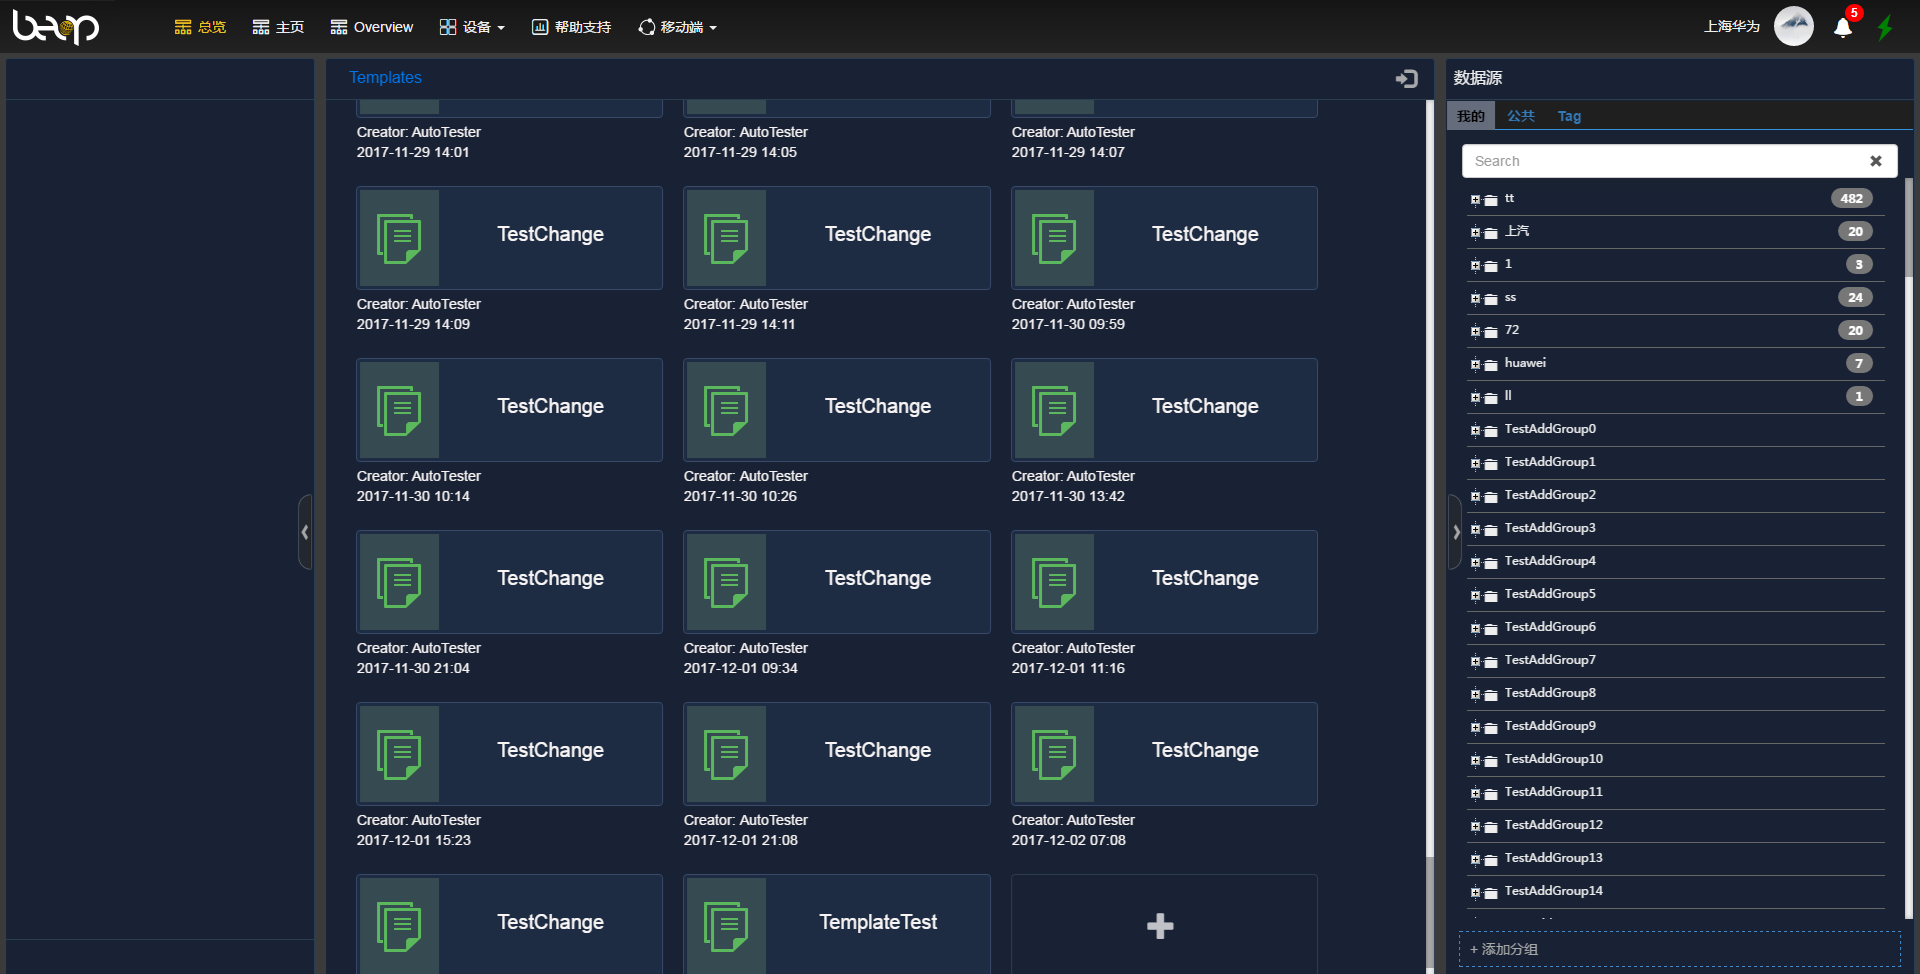 beop
总览 主页 Overview 设备 帮助支持 移动端
上海华为 5
Templates
Creator: AutoTester Creator: AutoTester Creator: AutoTester
2017-11-29 14:01 2017-11-29 14:05 2017-11-29 14:07
TestChange TestChange TestChange
Creator: AutoTester Creator: AutoTester Creator: AutoTester
2017-11-29 14:09 2017-11-29 14:11 2017-11-30 09:59
TestChange TestChange TestChange
Creator: AutoTester Creator: AutoTester Creator: AutoTester
2017-11-30 10:14 2017-11-30 10:26 2017-11-30 13:42
TestChange TestChange TestChange
Creator: AutoTester Creator: AutoTester Creator: AutoTester
2017-11-30 21:04 2017-12-01 09:34 2017-12-01 11:16
TestChange TestChange TestChange
Creator: AutoTester Creator: AutoTester Creator: AutoTester
2017-12-01 15:23 2017-12-01 21:08 2017-12-02 07:08
TestChange TemplateTest
数据源
我的 公共 Tag
Search
tt 482
上汽 20
1 3
ss 24
72 20
huawei 7
ll 1
TestAddGroup0
TestAddGroup1
TestAddGroup2
TestAddGroup3
TestAddGroup4
TestAddGroup5
TestAddGroup6
TestAddGroup7
TestAddGroup8
TestAddGroup9
TestAddGroup10
TestAddGroup11
TestAddGroup12
TestAddGroup13
TestAddGroup14
+ 添加分组